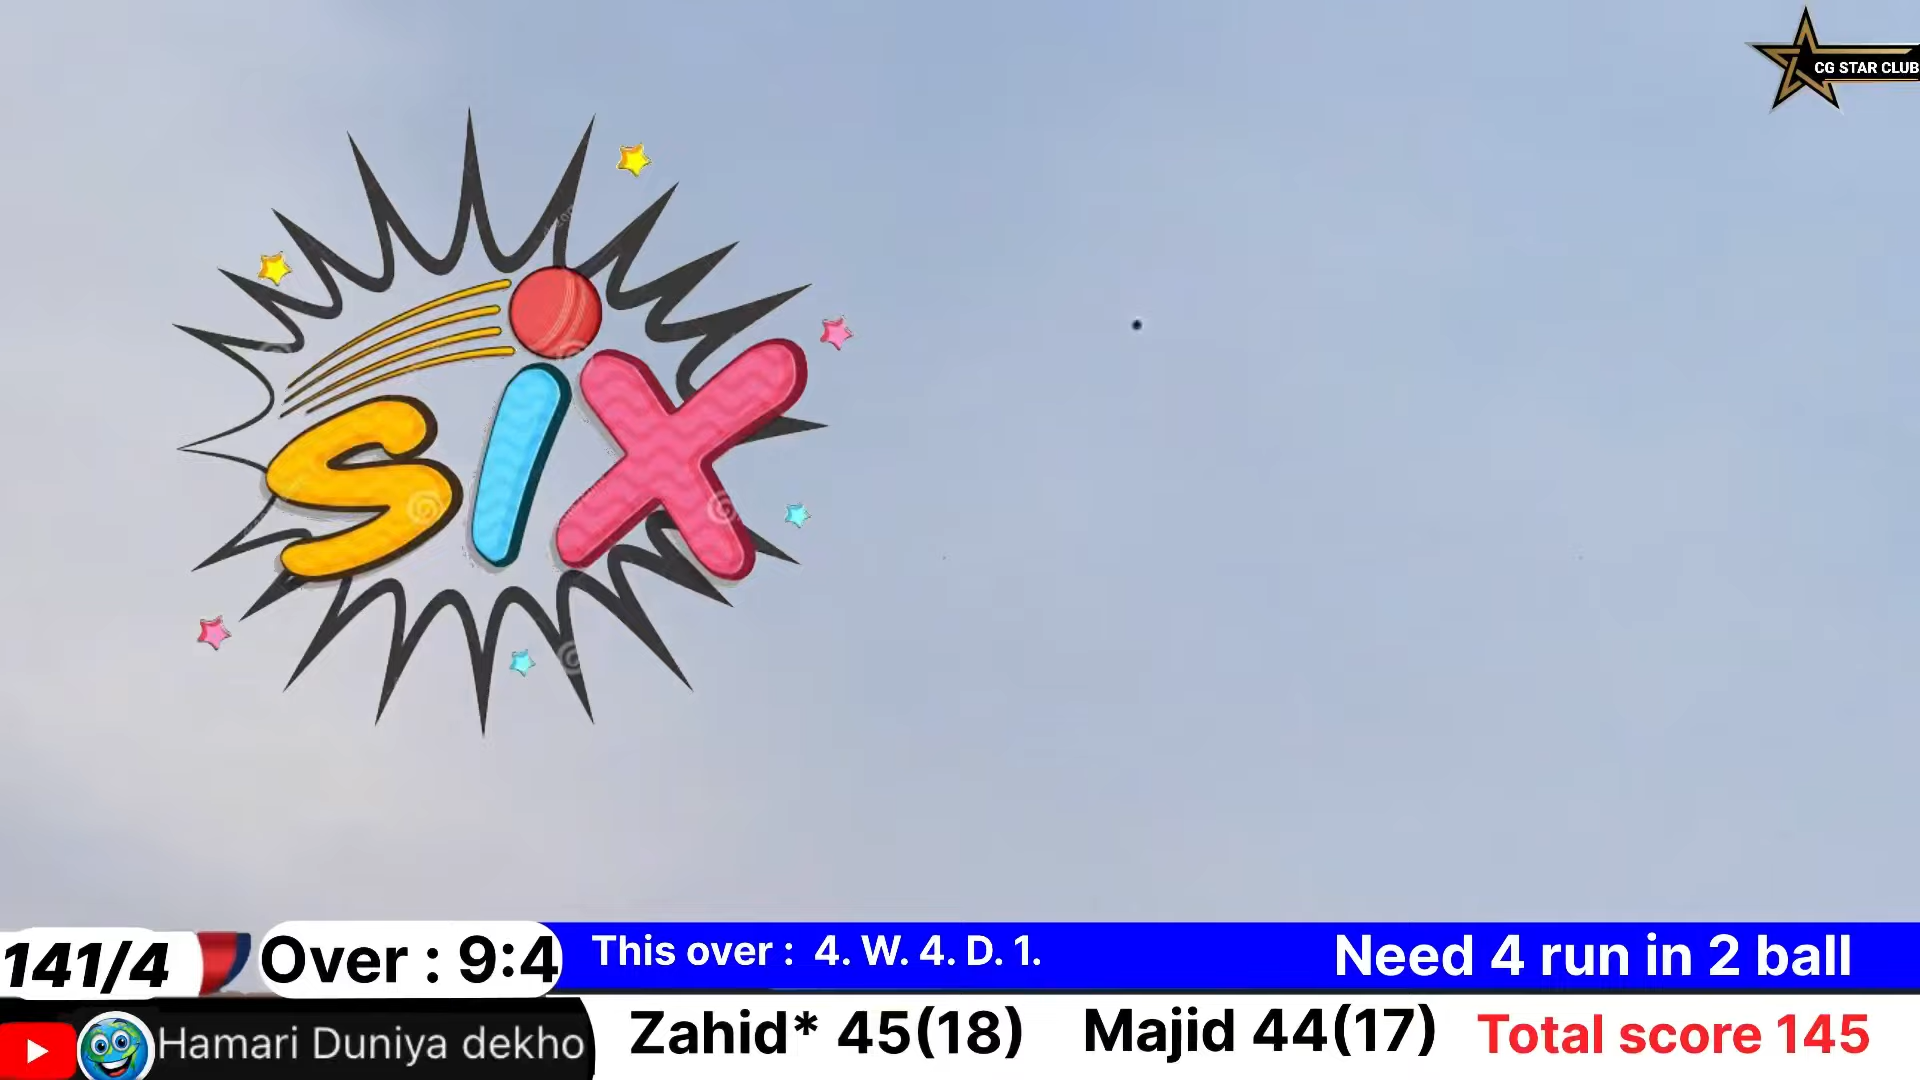 CG STAR CLUB
SIX
141/4
Over : 9:4
This over : 4. W. 4. D. 1.
Need 4 run in 2 ball
Hamari Duniya dekho
Zahid* 45(18)
Majid 44(17)
Total score 145